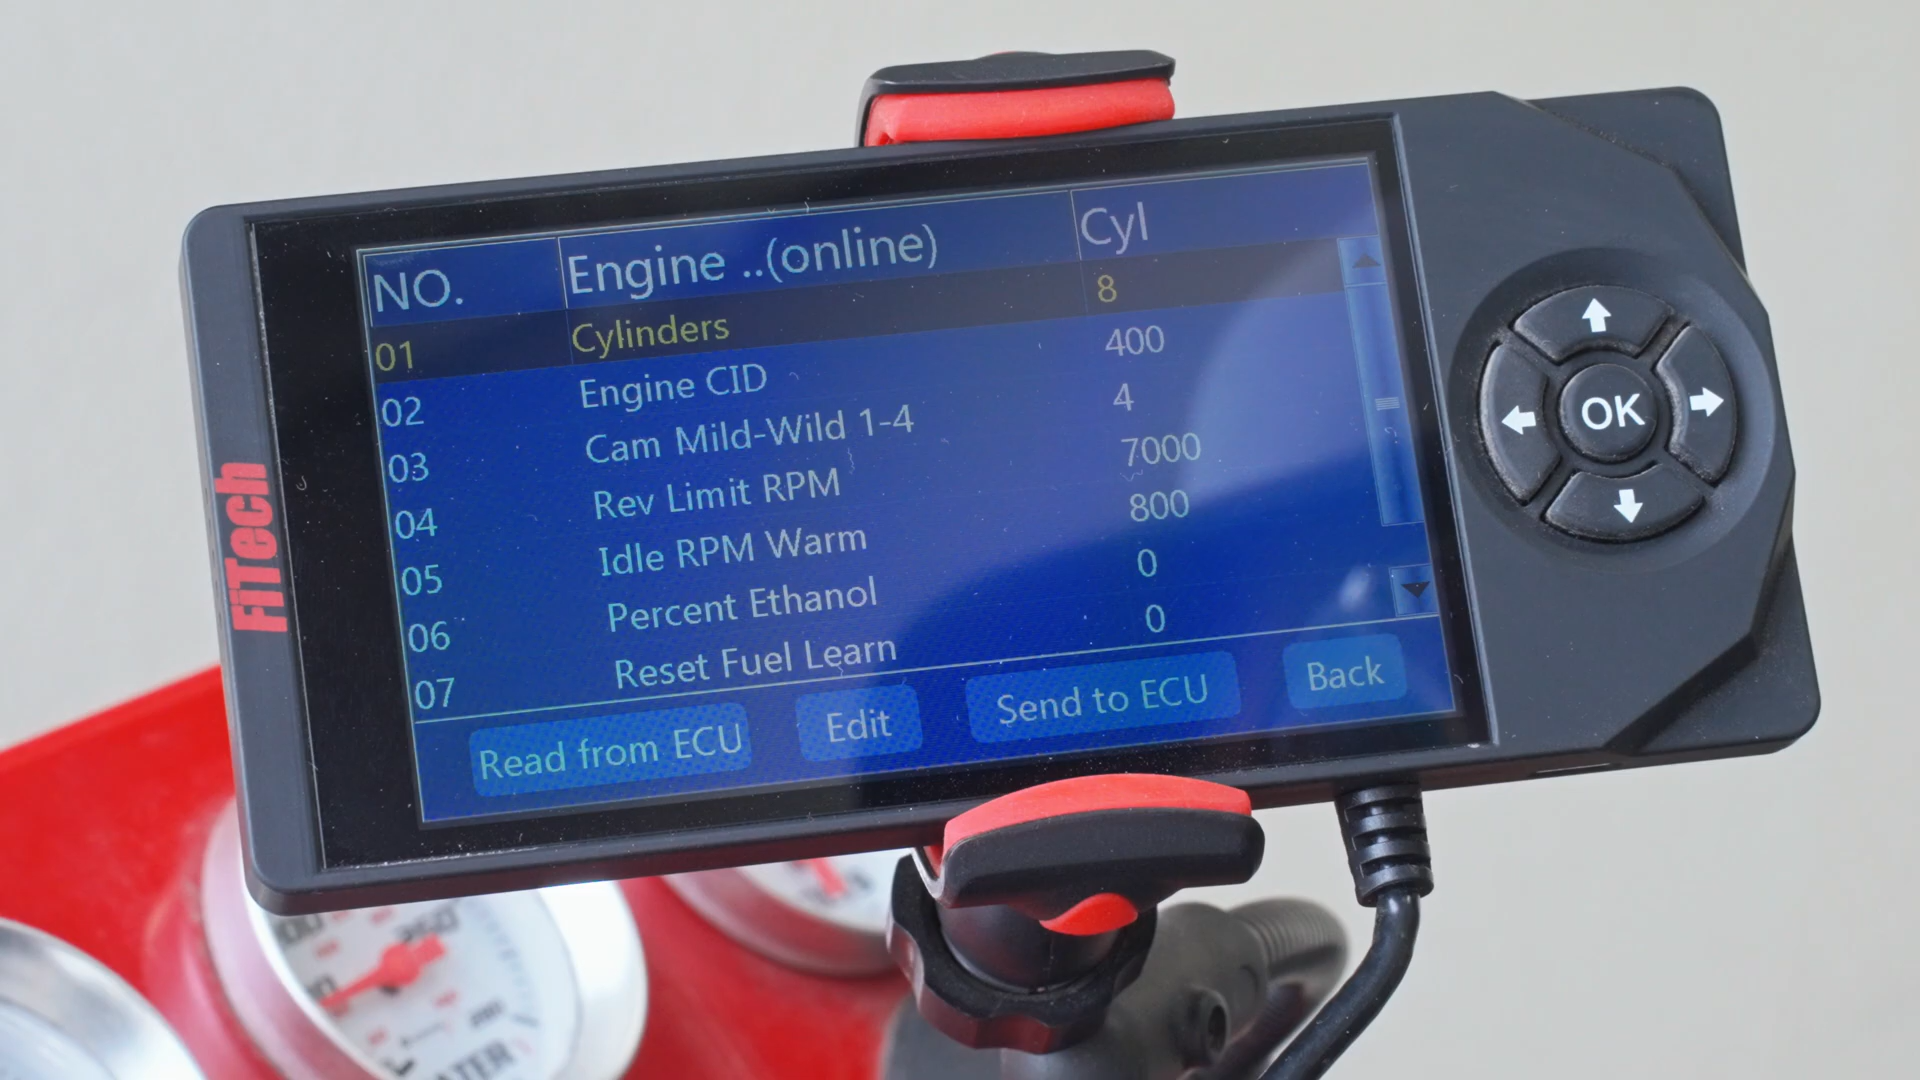 NO. Engine ..(online) Cyl
01 Cylinders 8
02 Engine CID 400
03 Cam Mild-Wild 1-4 4
04 Rev Limit RPM 7000
05 Idle RPM Warm 800
06 Percent Ethanol 0
07 Reset Fuel Learn 0
Read from ECU Edit Send to ECU Back
FiTech
OK
250